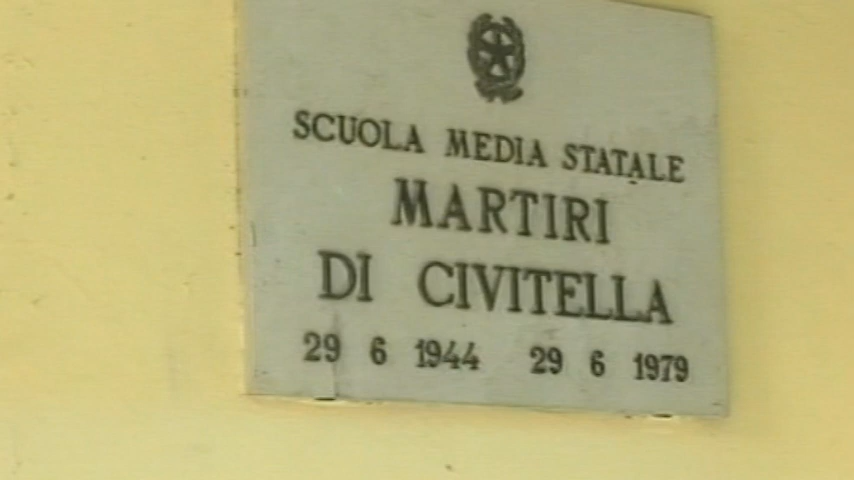 SCUOLA MEDIA STATALE
MARTIRI
DI CIVITELLA
29 6 1944 29 6 1979